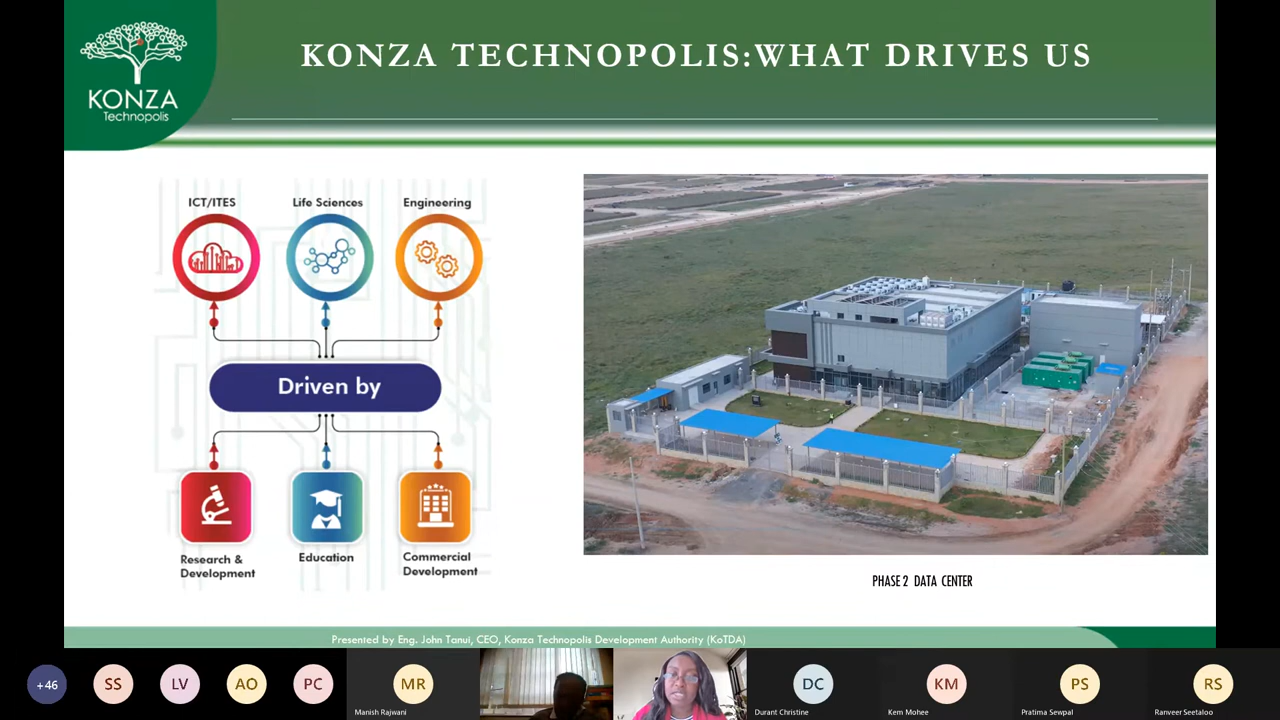 KONZA
Technopolis
KONZA TECHNOPOLIS:WHAT DRIVES US
ICT/ITES
Life Sciences
Engineering
Driven by
Research &
Development
Education
Commercial
Development
PHASE 2 DATA CENTER
Presented by Eng. John Tanui, CEO, Konza Technopolis Development Authority (KoTDA)
+46
SS
LV
AO
PC
MR
Manish Rajwani
DC
Durant Christine
KM
Kem Mohee
PS
Pratima Sewpal
RS
Ranveer Seetaloo